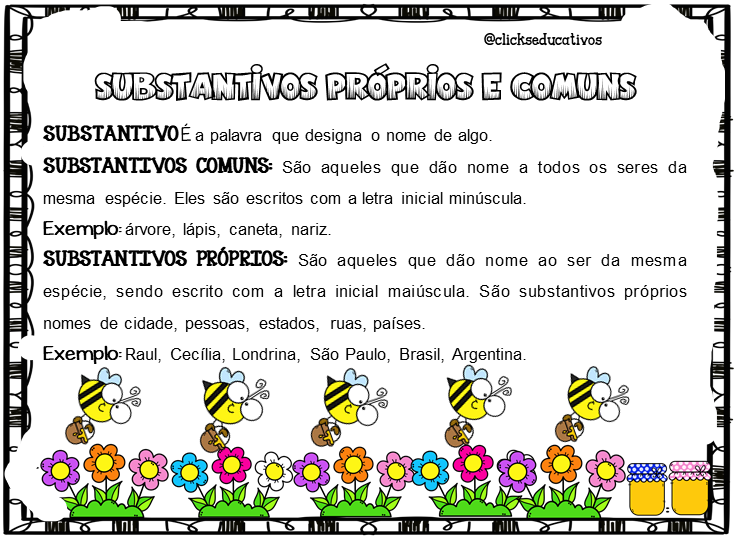 @clickseducativos
SUBSTANTIVOS PRÓPRIOS E COMUNS
SUBSTANTIVO É a palavra que designa o nome de algo.
SUBSTANTIVOS COMUNS: São aqueles que dão nome a todos os seres da
mesma espécie. Eles são escritos com a letra inicial minúscula.
Exemplo: árvore, lápis, caneta, nariz.
SUBSTANTIVOS PRÓPRIOS: São aqueles que dão nome ao ser da mesma
espécie, sendo escrito com a letra inicial maiúscula. São substantivos próprios
nomes de cidade, pessoas, estados, ruas, países.
Exemplo: Raul, Cecília, Londrina, São Paulo, Brasil, Argentina.